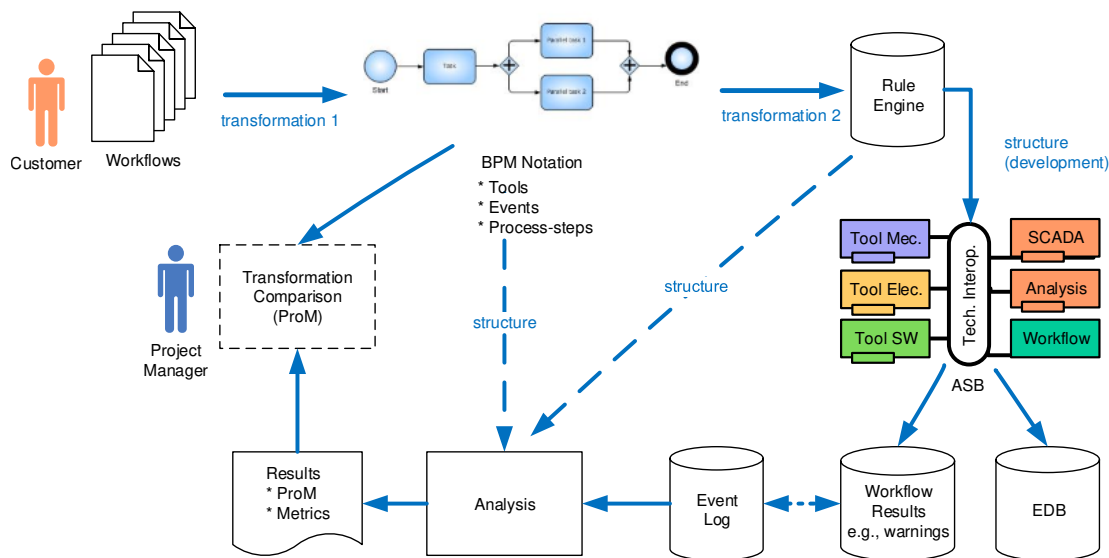 Parallel task 1
Task
Start
Parallel task 2
End
Rule
Engine
transformation 1
transformation 2
Customer
Workflows
structure
(development)
BPM Notation
* Tools
* Events
* Process-steps
Tool Mec.
SCADA
Transformation
Comparison
(ProM)
structure
Tool Elec.
Tech. Interop.
Analysis
structure
Tool SW
Workflow
Project
Manager
ASB
Results
* ProM
* Metrics
Analysis
Event
Log
Workflow
Results
e.g., warnings
EDB